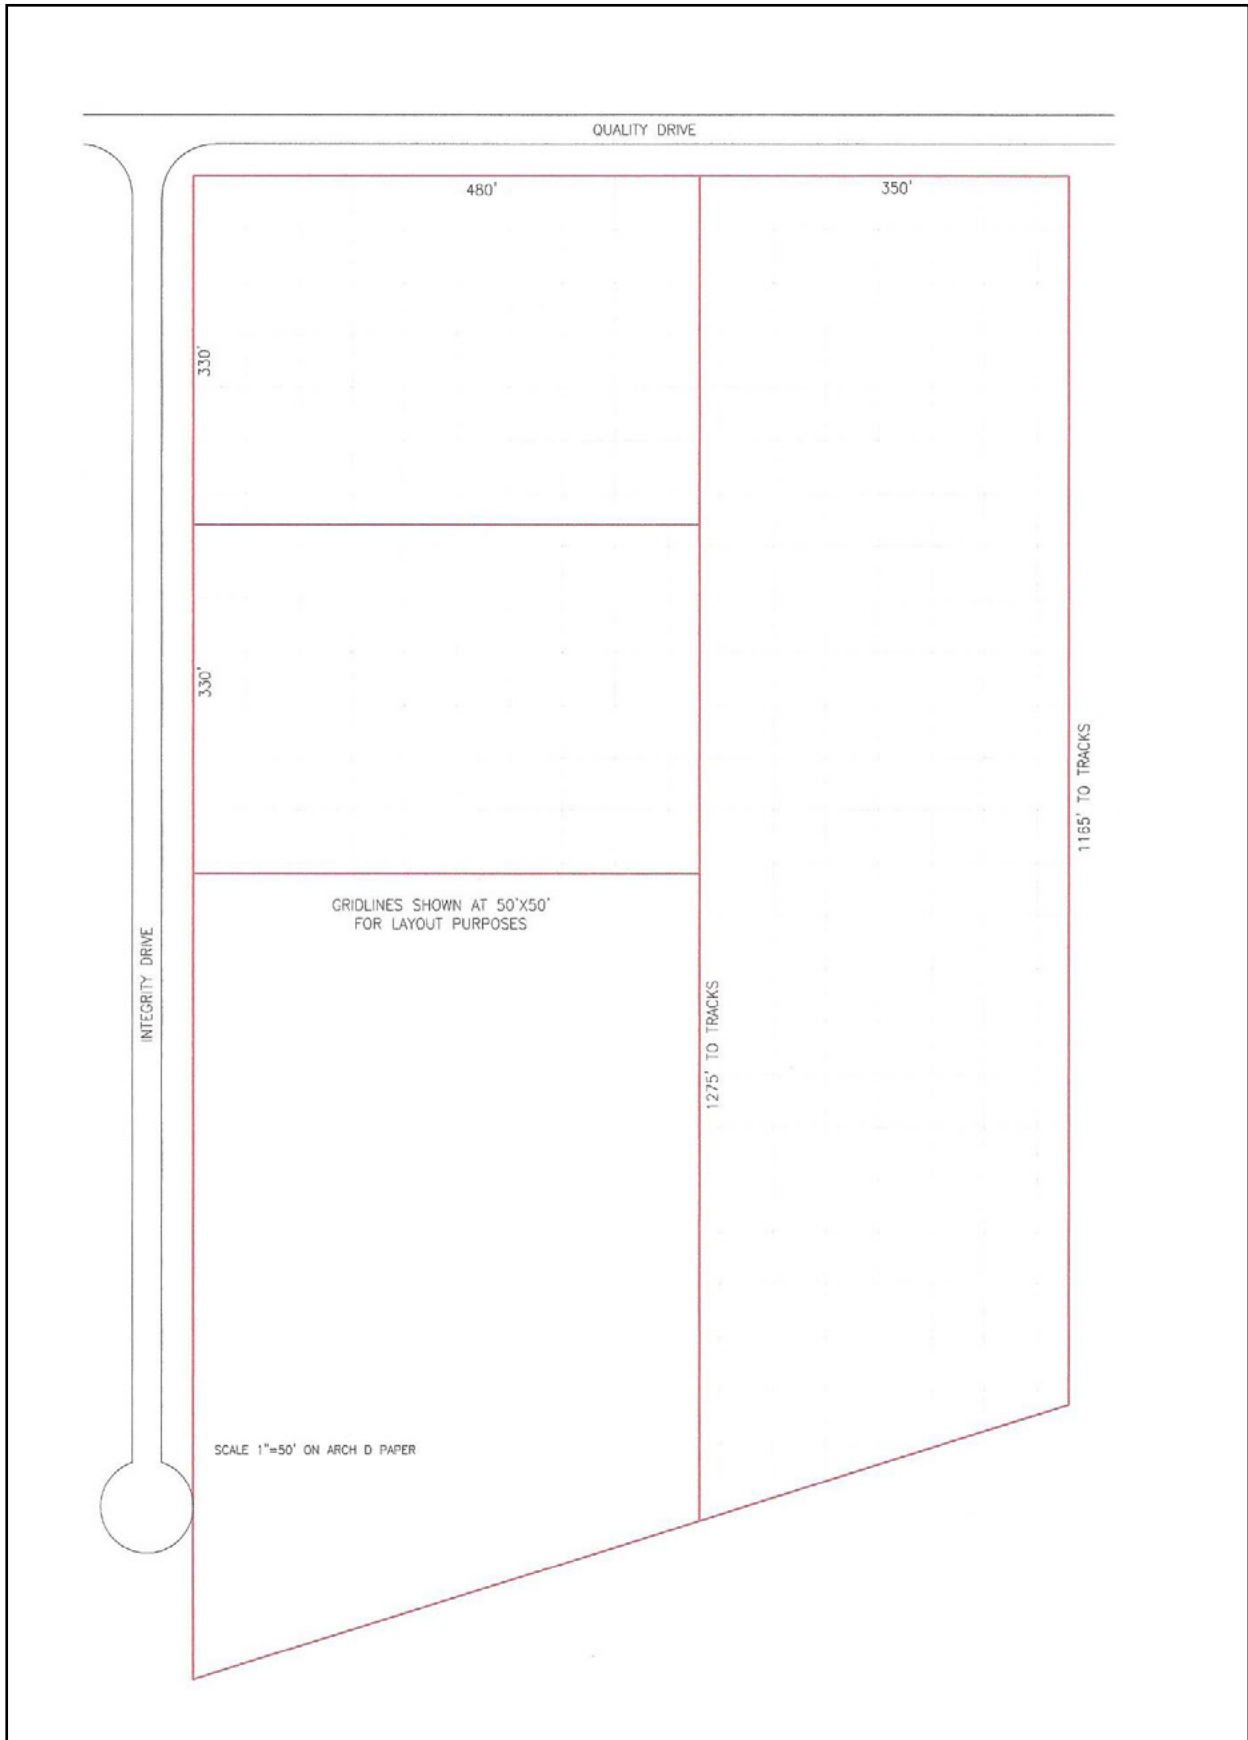 QUALITY DRIVE
480'
350'
330'
330'
1165' TO TRACKS
GRIDLINES SHOWN AT 50'X50'
FOR LAYOUT PURPOSES
INTEGRITY DRIVE
1275' TO TRACKS
SCALE 1"=50' ON ARCH D PAPER